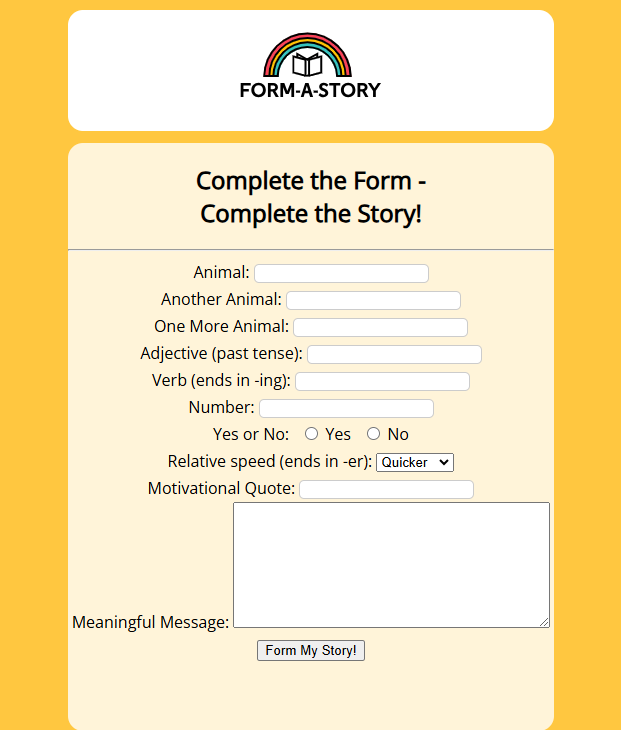 FORM-A-STORY
Complete the Form -
Complete the Story!
Animal:
Another Animal:
One More Animal:
Adjective (past tense):
Verb (ends in -ing):
Number:
Yes or No: Yes No
Relative speed (ends in -er): Quicker
Motivational Quote:
Meaningful Message:
Form My Story!